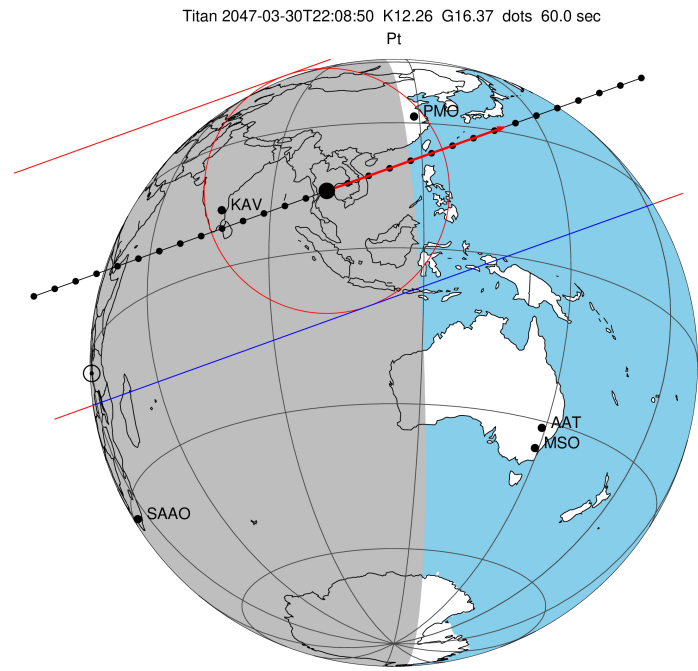 Titan 2047-03-30T22:08:50 K12.26 G16.37 dots 60.0 sec
Pt
PMO
KAV
AAT
MSO
SAAO